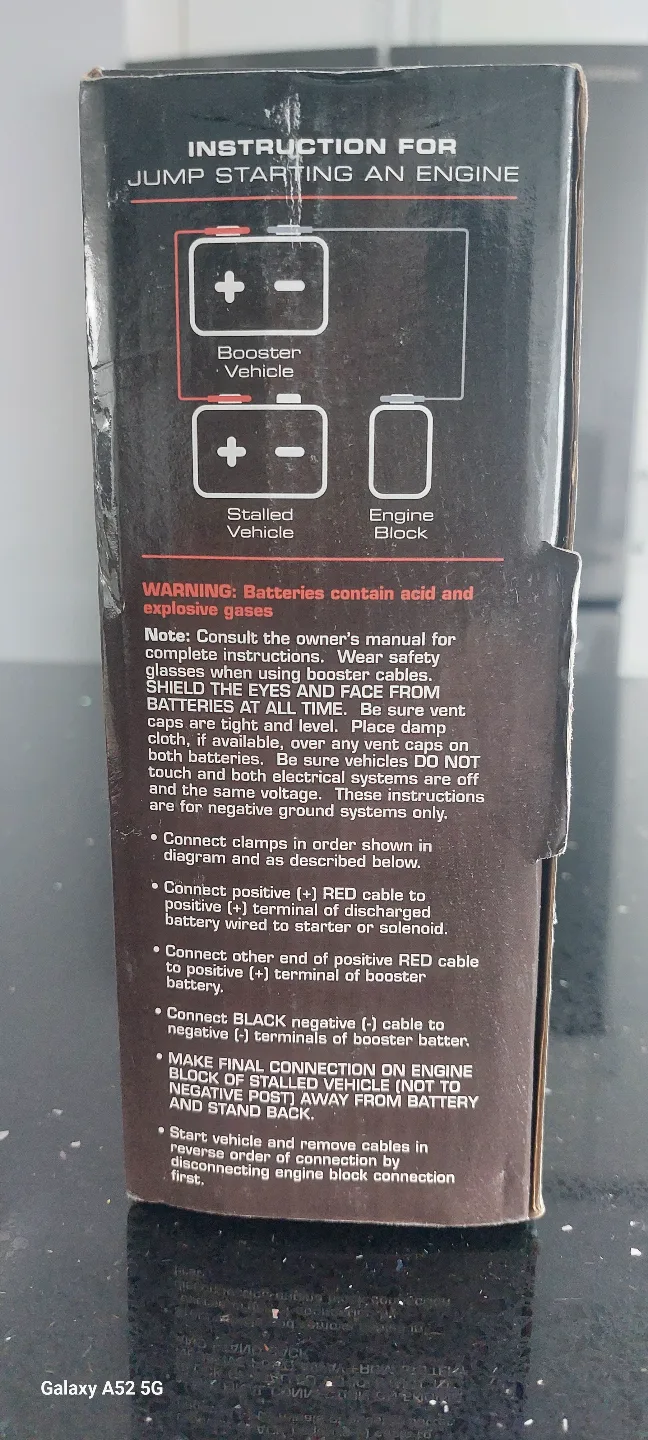 INSTRUCTION FOR
JUMP STARTING AN ENGINE
+ -
Booster
Vehicle
+ -
Stalled
Vehicle
Engine
Block
WARNING: Batteries contain acid and
explosive gases
Note: Consult the owner's manual for
complete instructions. Wear safety
glasses when using booster cables.
SHIELD THE EYES AND FACE FROM
BATTERIES AT ALL TIME. Be sure vent
caps are tight and level. Place damp
cloth, if available, over any vent caps on
both batteries. Be sure vehicles DO NOT
touch and both electrical systems are off
and the same voltage. These instructions
are for negative ground systems only.
• Connect clamps in order shown in
diagram and as described below.
• Connect positive (+) RED cable to
positive (+) terminal of discharged
battery wired to starter or solenoid.
• Connect other end of positive RED cable
to positive (+) terminal of booster
battery.
• Connect BLACK negative (-) cable to
negative (-) terminals of booster batter.
• MAKE FINAL CONNECTION ON ENGINE
BLOCK OF STALLED VEHICLE (NOT TO
NEGATIVE POST) AWAY FROM BATTERY
AND STAND BACK.
• Start vehicle and remove cables in
reverse order of connection by
disconnecting engine block connection
first.
Galaxy A52 5G